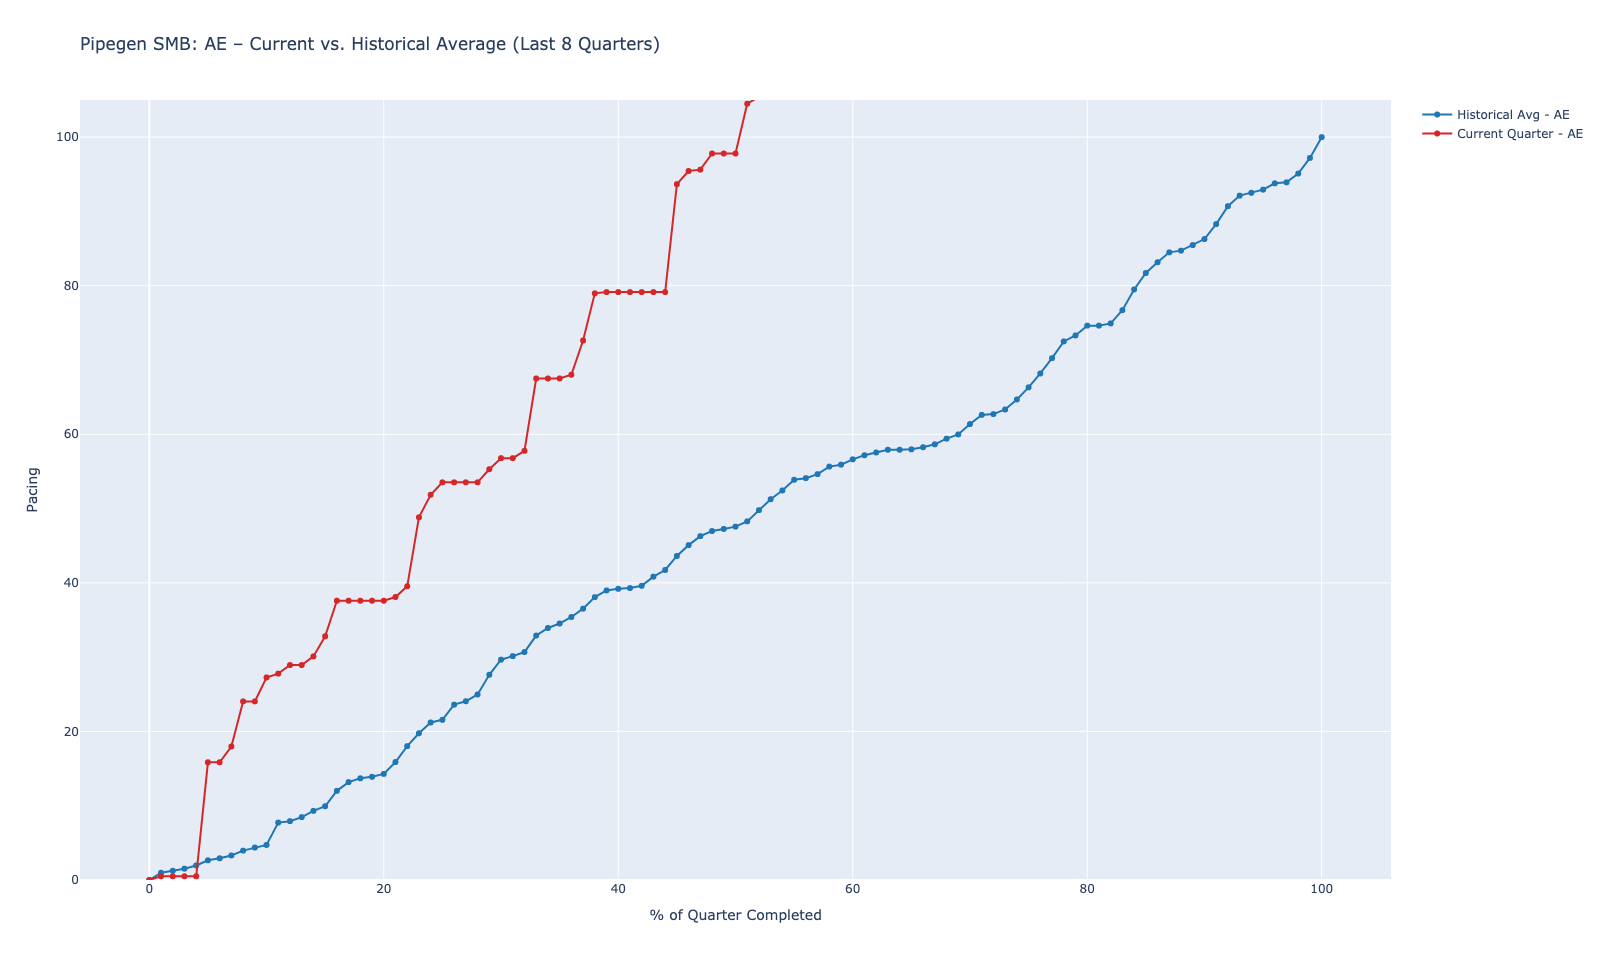 Pipegen SMB: AE – Current vs. Historical Average (Last 8 Quarters)
Historical Avg - AE
Current Quarter - AE
100
80
60
40
20
0
Pacing
0 20 40 60 80 100
% of Quarter Completed